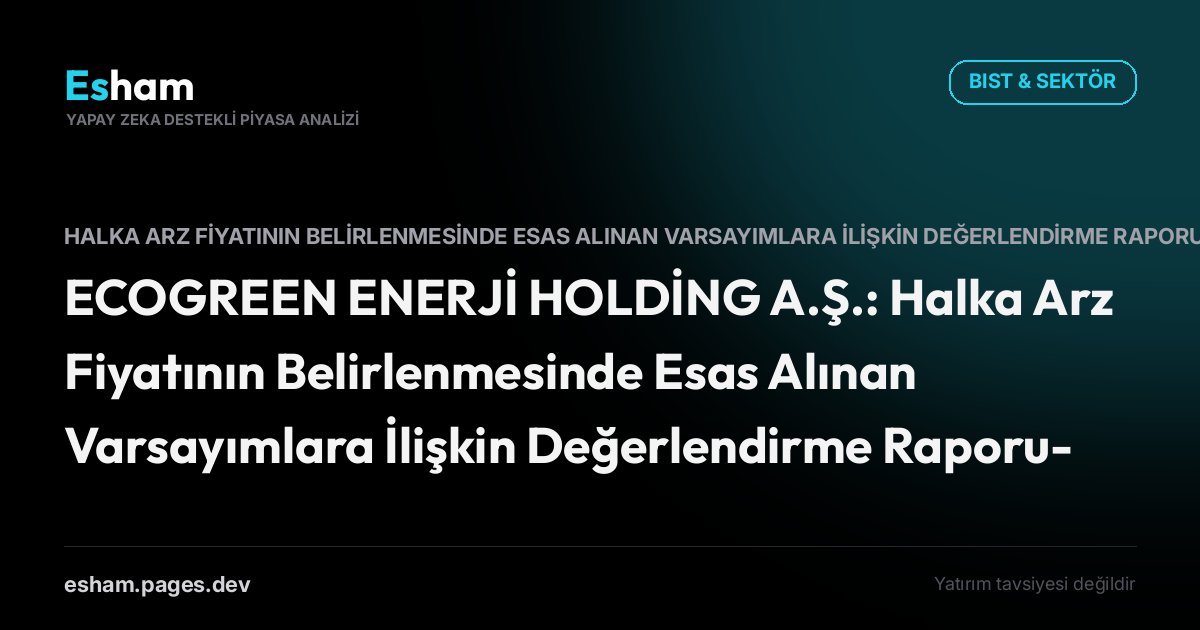 Esham
BIST & SEKTÖR
YAPAY ZEKA DESTEKLİ PİYASA ANALİZİ
HALKA ARZ FİYATININ BELİRLENMESİNDE ESAS ALINAN VARSAYIMLARA İLİŞKİN DEĞERLENDİRME RAPORU
ECOGREEN ENERJİ HOLDİNG A.Ş.: Halka Arz
Fiyatının Belirlenmesinde Esas Alınan
Varsayımlara İlişkin Değerlendirme Raporu-
esham.pages.dev
Yatırım tavsiyesi değildir